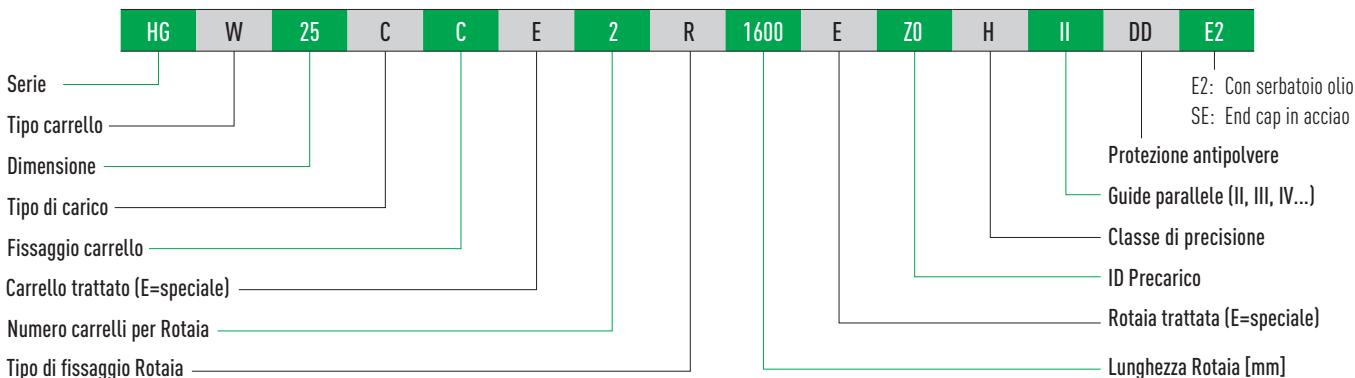 HG W 25 C C E 2 R 1600 E Z0 H II DD E2
Serie
Tipo carrello
Dimensione
Tipo di carico
Fissaggio carrello
Carrello trattato (E=speciale)
Numero carrelli per Rotaia
Tipo di fissaggio Rotaia
E2: Con serbatoio olio
SE: End cap in acciao
Protezione antipolvere
Guide parallele (II, III, IV...)
Classe di precisione
ID Precarico
Rotaia trattata (E=speciale)
Lunghezza Rotaia [mm]